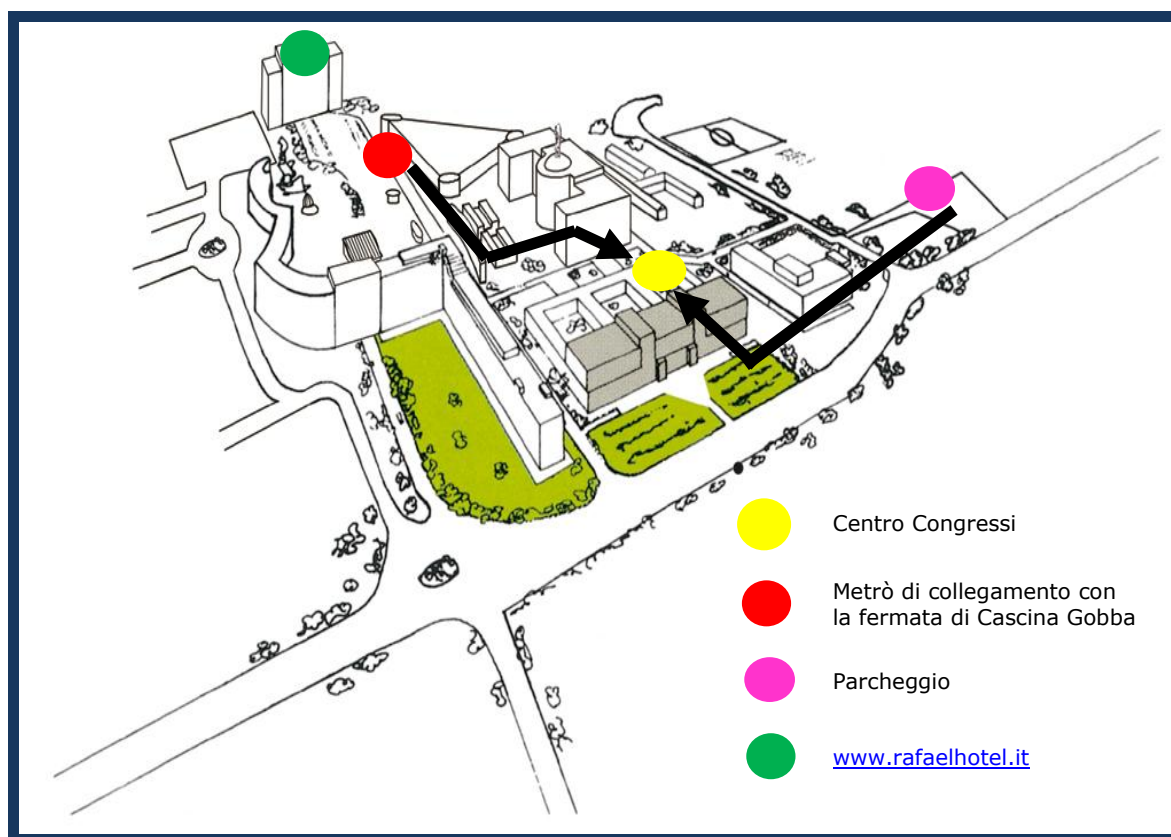 Centro Congressi
Metrò di collegamento con
la fermata di Cascina Gobba
Parcheggio
www.rafaelhotel.it